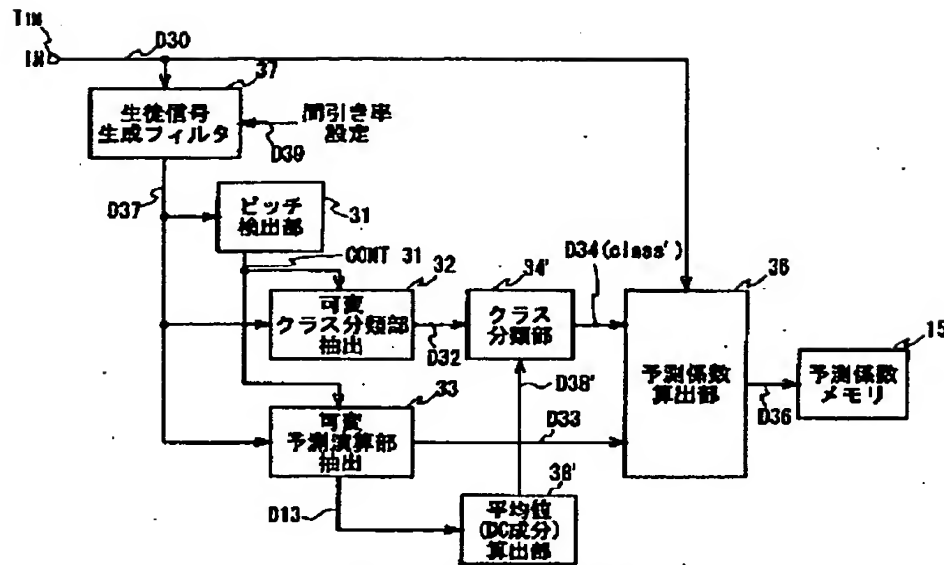 TIN
IN
D30
37
生徒信号
生成フィルタ
間引き率
設定
D39
D37
ピッチ
検出部
31
CONT 31
32
可変
クラス分類部
抽出
D32
34'
クラス
分類部
D34(class')
36
予測係数
算出部
15
予測係数
メモリ
D36
D38'
33
可変
予測演算部
抽出
D33
D13
38'
平均値
(DC成分)
算出部